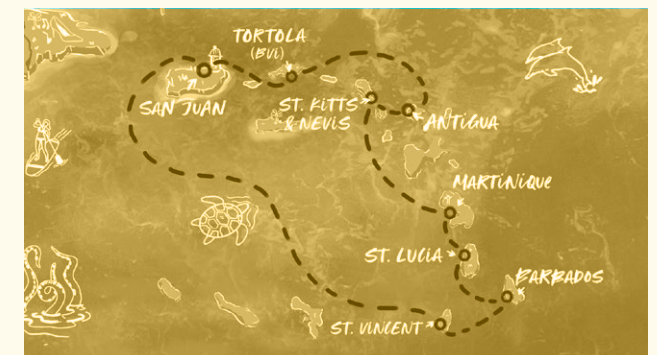 TORTOLA
(BVI)
SAN JUAN
ST. KITTS
& NEVIS
ANTIGUA
MARTINIQUE
ST. LUCIA
BARBADOS
ST. VINCENT